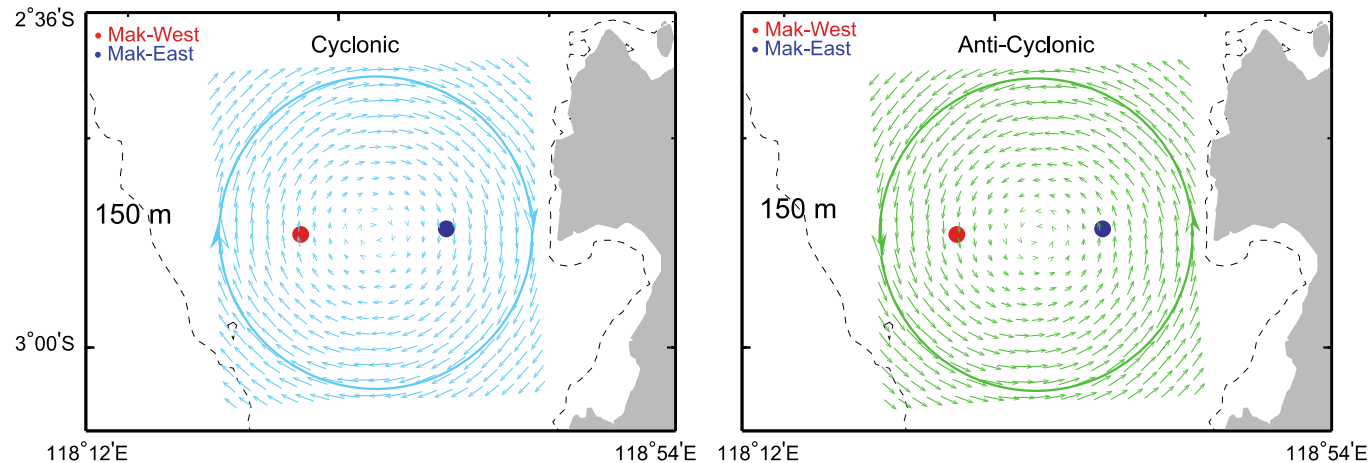 2°36'S
Mak-West
Mak-East
Cyclonic
150 m
3°00'S
118°12'E
118°54'E
Mak-West
Mak-East
Anti-Cyclonic
150 m
118°12'E
118°54'E